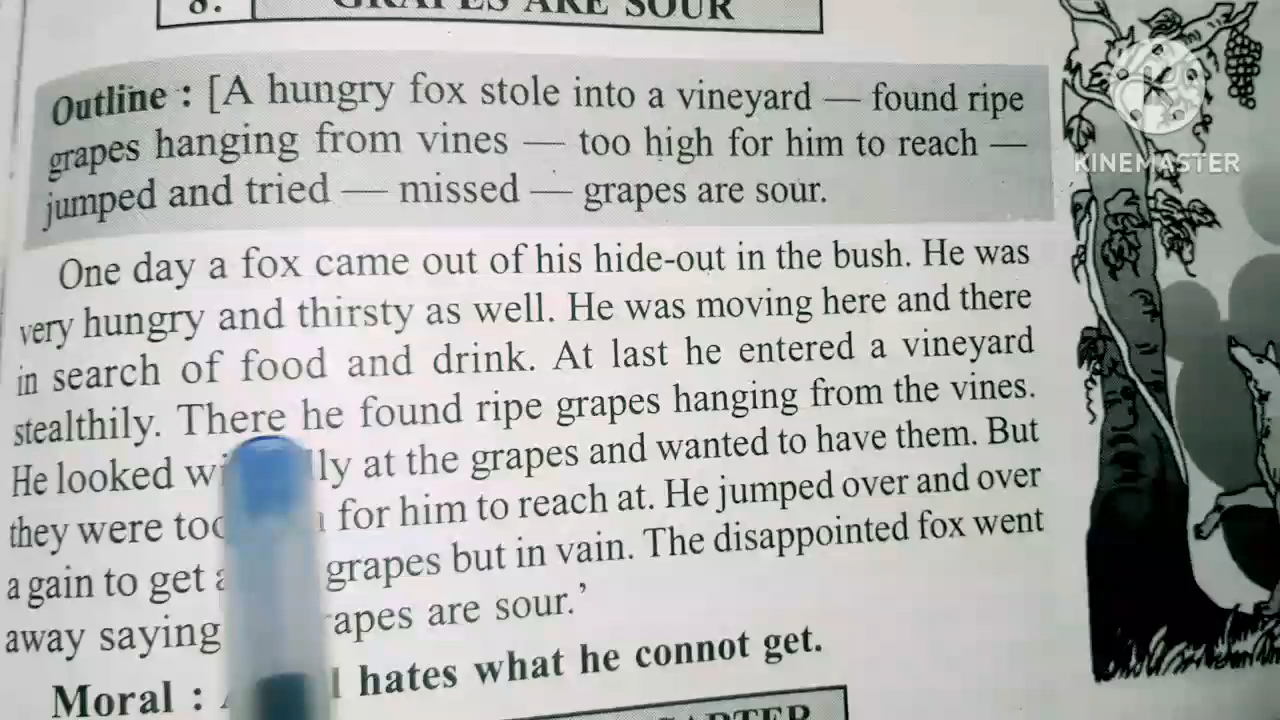 8. GRAPES ARE SOUR
Outline : [A hungry fox stole into a vineyard — found ripe
grapes hanging from vines — too high for him to reach —
jumped and tried — missed — grapes are sour.
One day a fox came out of his hide-out in the bush. He was
very hungry and thirsty as well. He was moving here and there
in search of food and drink. At last he entered a vineyard
stealthily. There he found ripe grapes hanging from the vines.
He looked at the grapes and wanted to have them. But
they were too for him to reach at. He jumped over and over
a gain to get grapes but in vain. The disappointed fox went
away saying are sour.’
Moral : hates what he connot get.
KINEMASTER